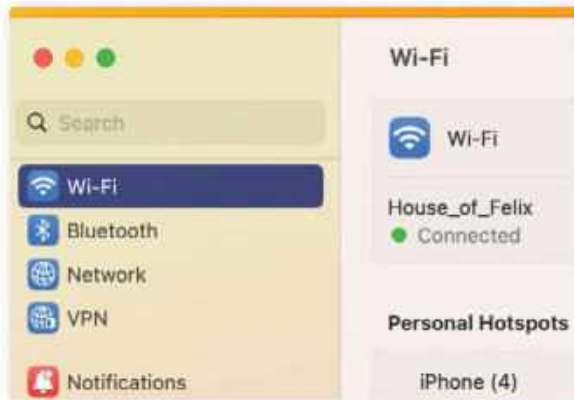 Search
Wi-Fi
Bluetooth
Network
VPN
Notifications
Wi-Fi
Wi-Fi
House_of_Felix
Connected
Personal Hotspots
iPhone (4)